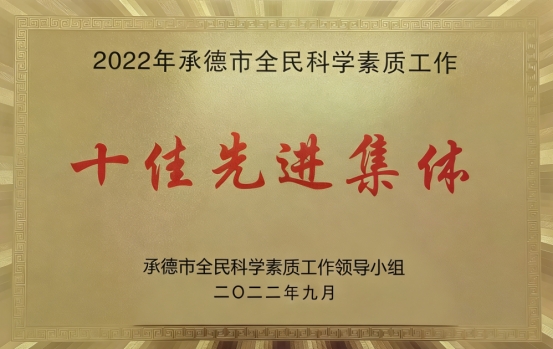 2022年承德市全民科学素质工作
十佳先进集体
承德市全民科学素质工作领导小组
二〇二二年九月